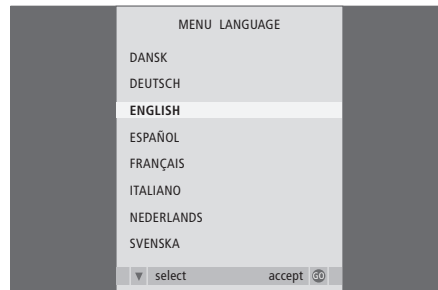 MENU LANGUAGE
DANSK
DEUTSCH
ENGLISH
ESPAÑOL
FRANÇAIS
ITALIANO
NEDERLANDS
SVENSKA
▼ select accept GO